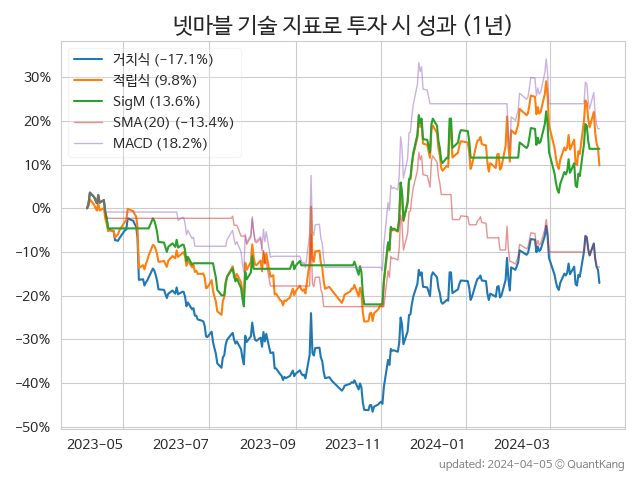 넷마블 기술 지표로 투자 시 성과 (1년)
거치식 (−17.1%)
적립식 (9.8%)
SigM (13.6%)
SMA(20) (−13.4%)
MACD (18.2%)
30%
20%
10%
0%
−10%
−20%
−30%
−40%
−50%
2023-05
2023-07
2023-09
2023-11
2024-01
2024-03
updated: 2024-04-05 © QuantKang